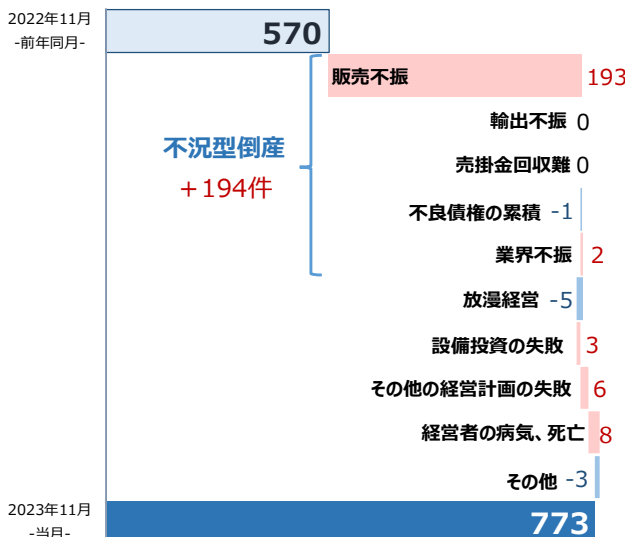 2022年11月
-前年同月-
570
販売不振 193
輸出不振 0
不況型倒産
売掛金回収難 0
＋194件
不良債権の累積 -1
業界不振 2
放漫経営 -5
設備投資の失敗 3
その他の経営計画の失敗 6
経営者の病気、死亡 8
その他 -3
2023年11月
-当月-
773